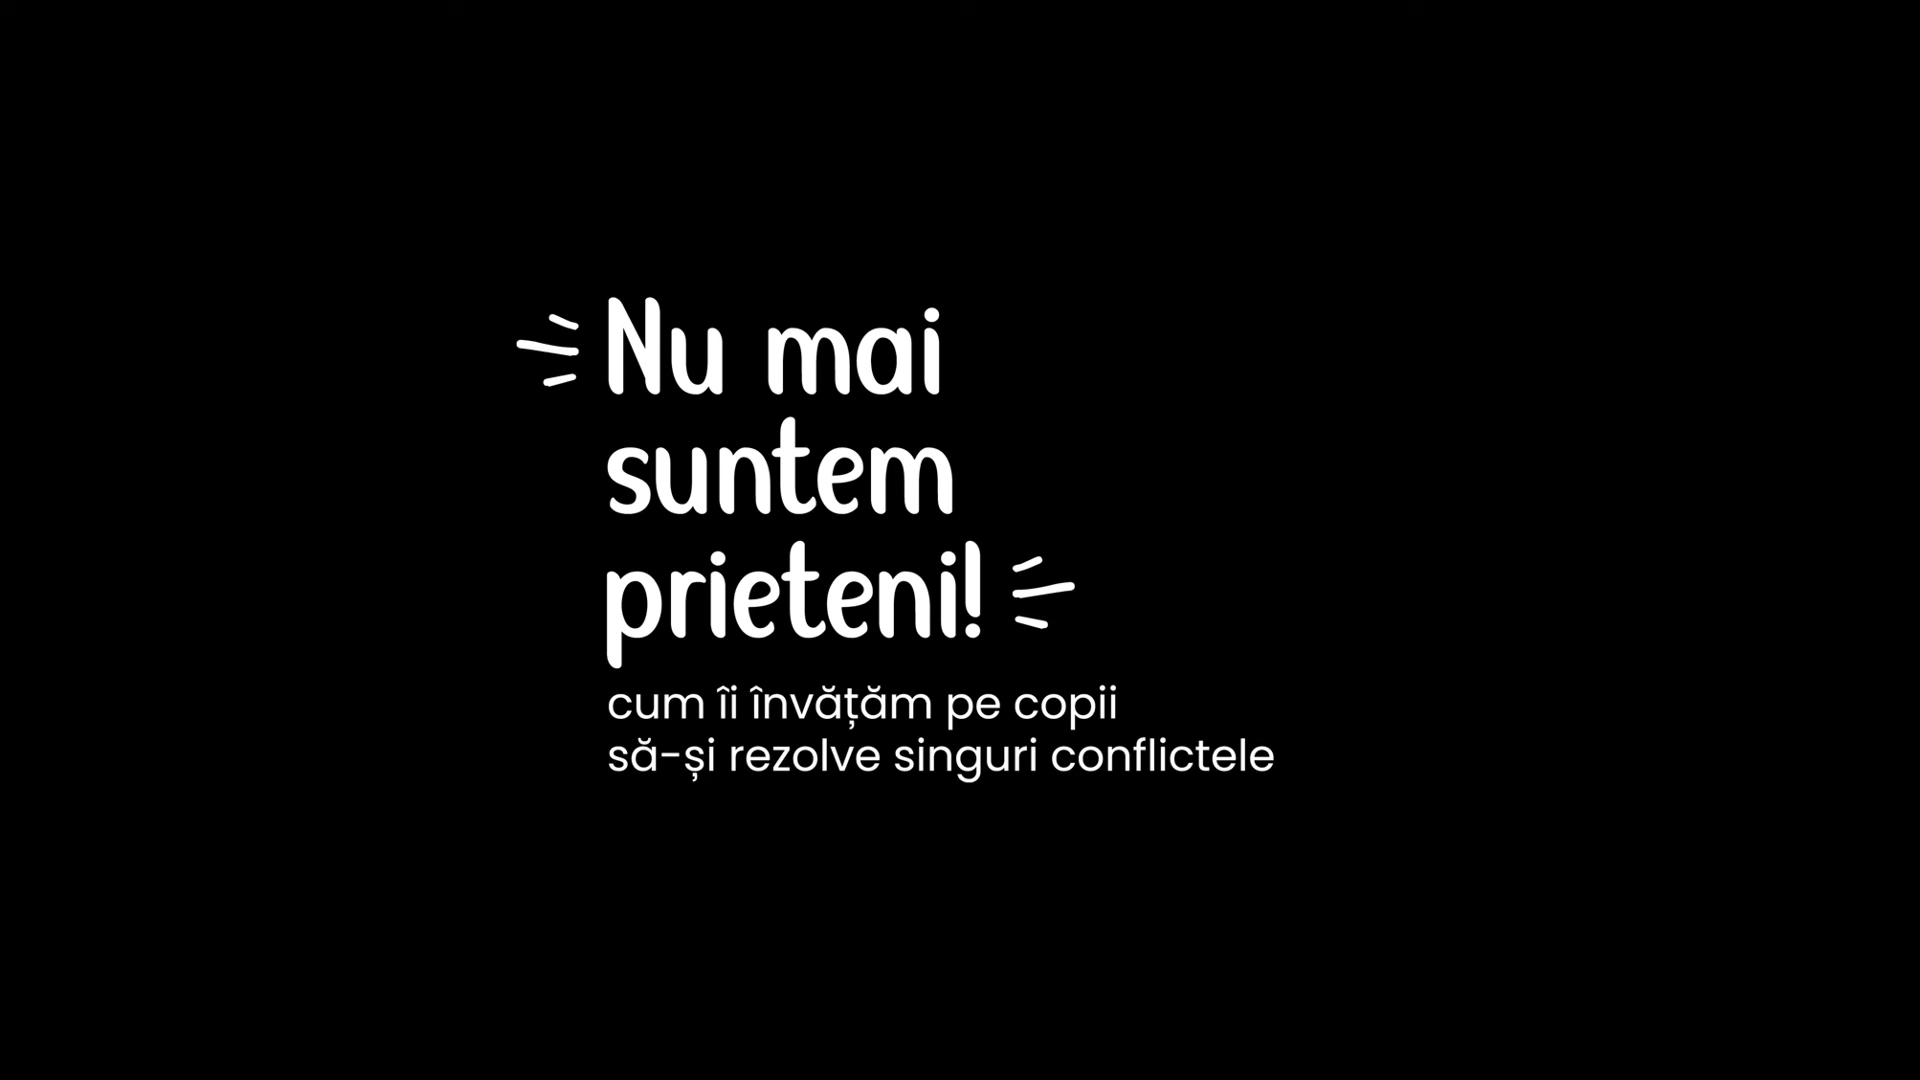 Nu mai
suntem
prieteni!
cum îi învățăm pe copii
să-și rezolve singuri conflictele